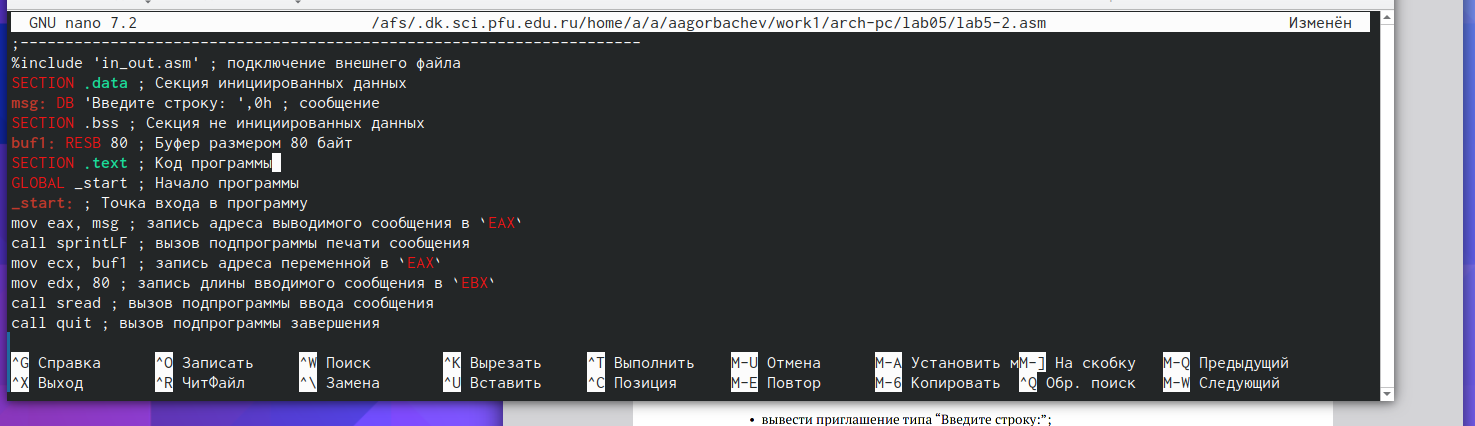 GNU nano 7.2 /afs/.dk.sci.pfu.edu.ru/home/a/a/aagorbachev/work1/arch-pc/lab05/lab5-2.asm Изменён
;---------------------------------------------------------------------
%include 'in_out.asm' ; подключение внешнего файла
SECTION .data ; Секция инициированных данных
msg: DB 'Введите строку: ',0h ; сообщение
SECTION .bss ; Секция не инициированных данных
buf1: RESB 80 ; Буфер размером 80 байт
SECTION .text ; Код программы
GLOBAL _start ; Начало программы
_start: ; Точка входа в программу
mov eax, msg ; запись адреса выводимого сообщения в `EAX`
call sprintLF ; вызов подпрограммы печати сообщения
mov ecx, buf1 ; запись адреса переменной в `EAX`
mov edx, 80 ; запись длины вводимого сообщения в `EBX`
call sread ; вызов подпрограммы ввода сообщения
call quit ; вызов подпрограммы завершения
^G Справка ^O Записать ^W Поиск ^K Вырезать ^T Выполнить M-U Отмена M-A Установить мM-] На скобку M-Q Предыдущий
^X Выход ^R ЧитФайл ^\ Замена ^U Вставить ^C Позиция M-E Повтор M-6 Копировать ^Q Обр. поиск M-W Следующий
• вывести приглашение типа “Введите строку:”;